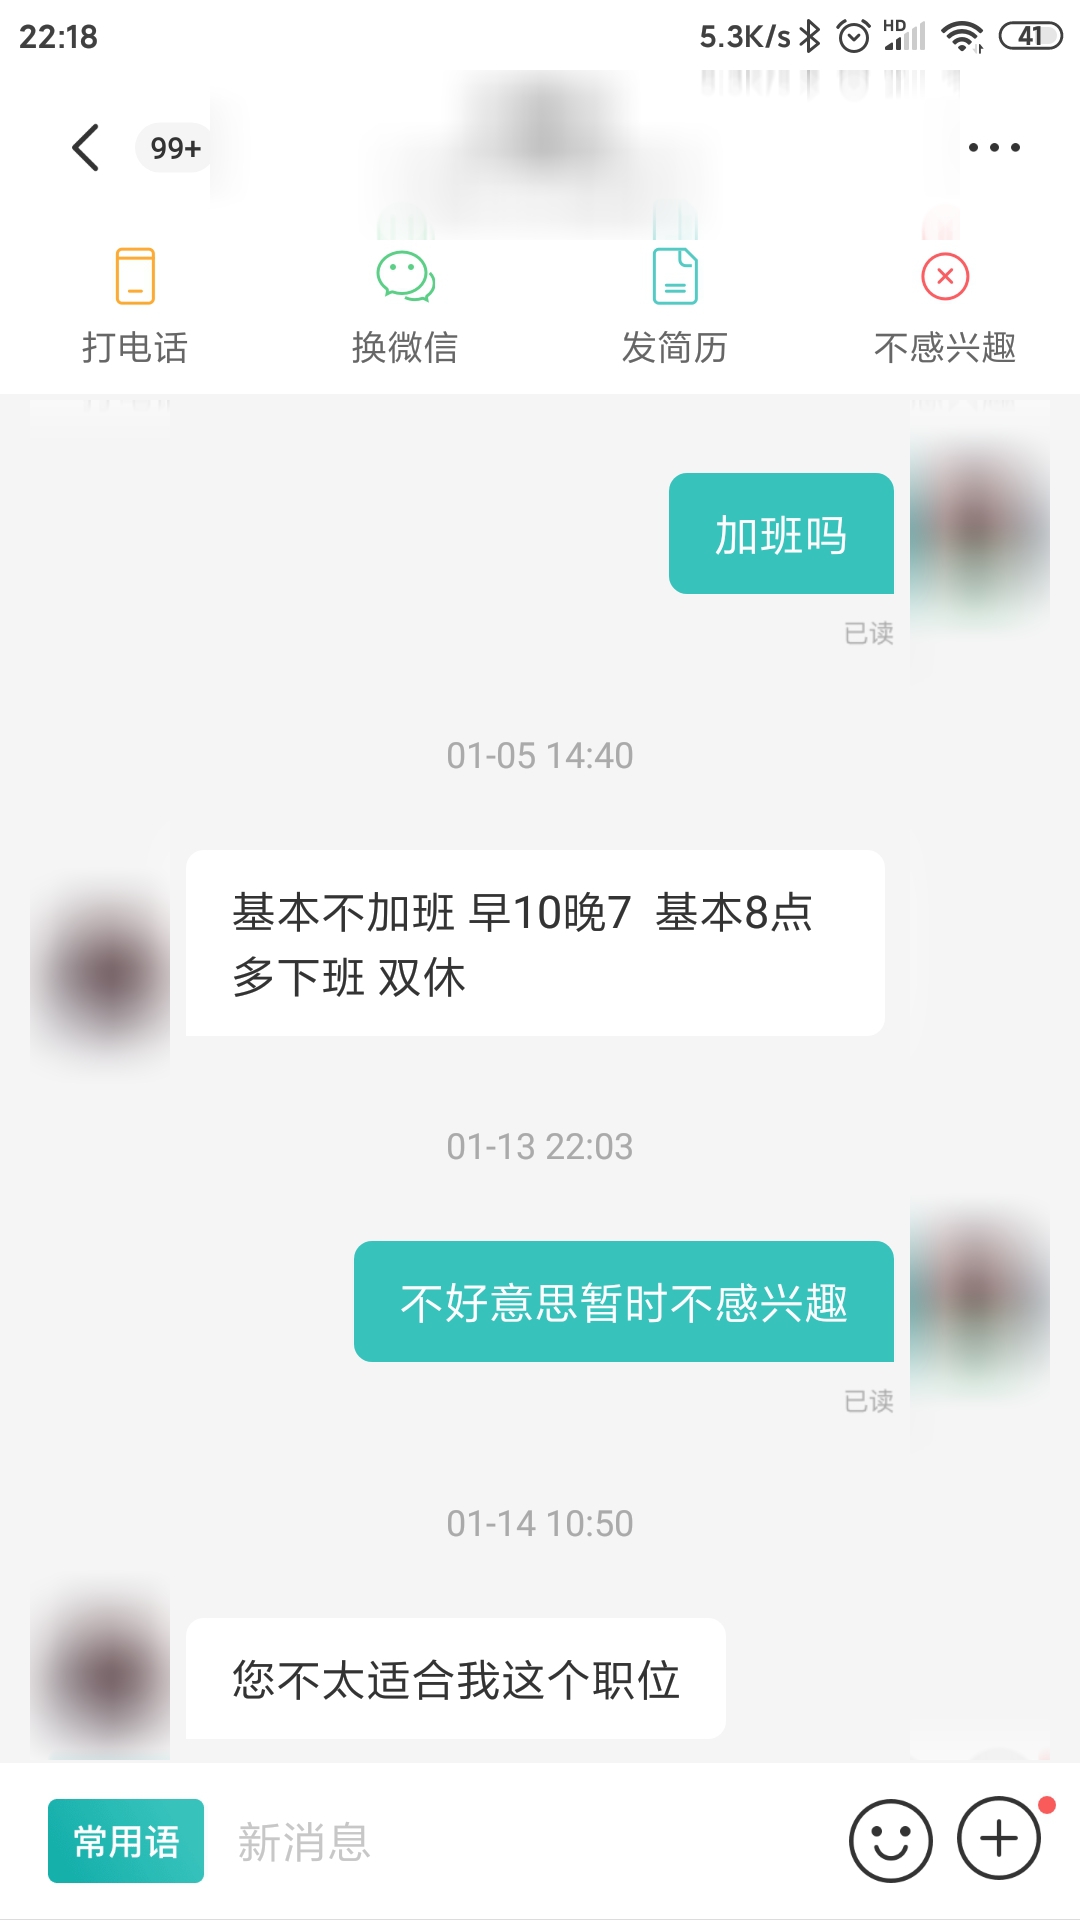 22:18
5.3K/s HD 41
99+
打电话
换微信
发简历
不感兴趣
加班吗
已读
01-05 14:40
基本不加班 早10晚7 基本8点
多下班 双休
01-13 22:03
不好意思暂时不感兴趣
已读
01-14 10:50
您不太适合我这个职位
常用语
新消息